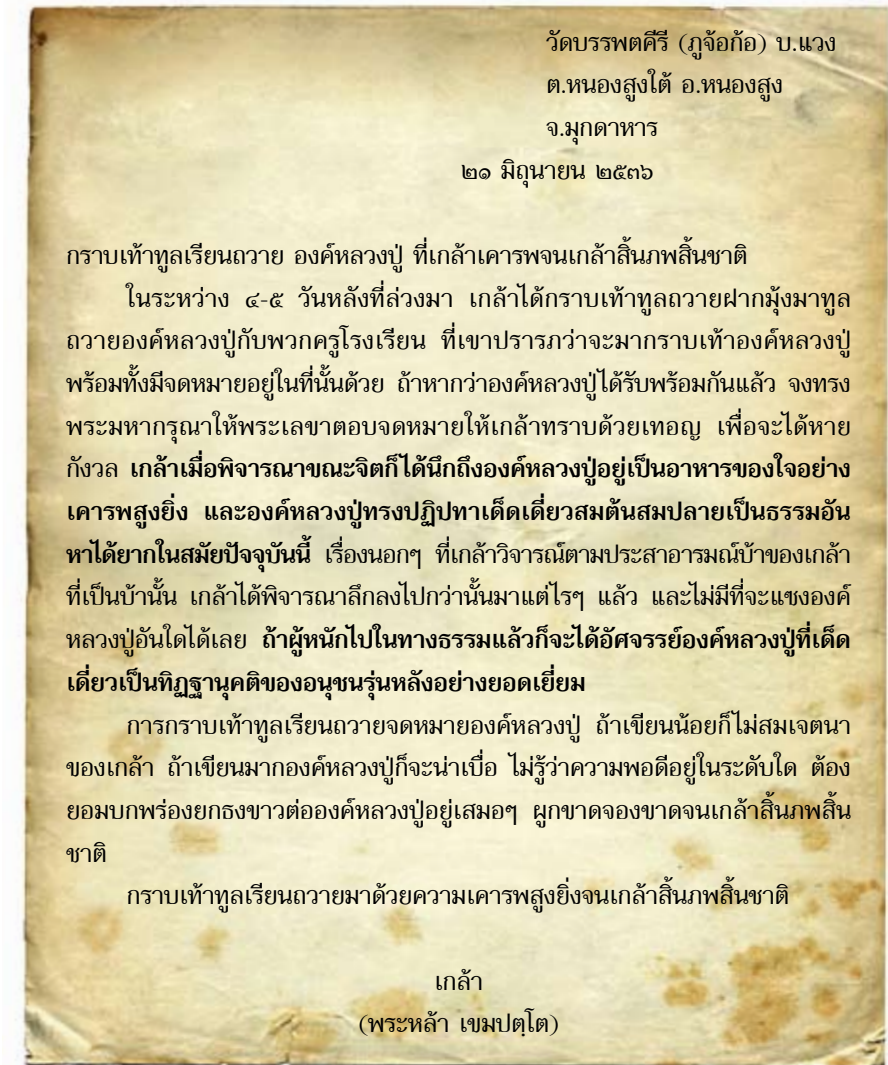 วัดบรรพตคีรี (ภูจ้อก้อ) บ.แวง
ต.หนองสูงใต้ อ.หนองสูง
จ.มุกดาหาร
๒๑ มิถุนายน ๒๕๓๖
กราบเท้าทูลเรียนถวาย องค์หลวงปู่ ที่เกล้าเคารพจนเกล้าสิ้นภพสิ้นชาติ
ในระหว่าง ๔-๕ วันหลังที่ล่วงมา เกล้าได้กราบเท้าทูลถวายฝากมุ้งมาทูล
ถวายองค์หลวงปู่กับพวกครูโรงเรียน ที่เขาปรารภว่าจะมากราบเท้าองค์หลวงปู่
พร้อมทั้งมีจดหมายอยู่ในที่นั้นด้วย ถ้าหากว่าองค์หลวงปู่ได้รับพร้อมกันแล้ว จงทรง
พระมหากรุณาให้พระเลขาตอบจดหมายให้เกล้าทราบด้วยเทอญ เพื่อจะได้หาย
กังวล เกล้าเมื่อพิจารณาขณะจิตก็ได้นึกถึงองค์หลวงปู่อยู่เป็นอาหารของใจอย่าง
เคารพสูงยิ่ง และองค์หลวงปู่ทรงปฏิปทาเด็ดเดี่ยวสมต้นสมปลายเป็นธรรมอัน
หาได้ยากในสมัยปัจจุบันนี้ เรื่องนอกๆ ที่เกล้าวิจารณ์ตามประสาอารมณ์บ้าของเกล้า
ที่เป็นบ้านั้น เกล้าได้พิจารณาลึกลงไปกว่านั้นมาแต่ไรๆ แล้ว และไม่มีที่จะแซงองค์
หลวงปู่อันใดได้เลย ถ้าผู้หนักไปในทางธรรมแล้วก็จะได้อัศจรรย์องค์หลวงปู่ที่เด็ด
เดี่ยวเป็นทิฏฐานุคติของอนุชนรุ่นหลังอย่างยอดเยี่ยม
การกราบเท้าทูลเรียนถวายจดหมายองค์หลวงปู่ ถ้าเขียนน้อยก็ไม่สมเจตนา
ของเกล้า ถ้าเขียนมากองค์หลวงปู่ก็จะน่าเบื่อ ไม่รู้ว่าความพอดีอยู่ในระดับใด ต้อง
ยอมบกพร่องยกธงขาวต่อองค์หลวงปู่อยู่เสมอๆ ผูกขาดจองขาดจนเกล้าสิ้นภพสิ้น
ชาติ
กราบเท้าทูลเรียนถวายมาด้วยความเคารพสูงยิ่งจนเกล้าสิ้นภพสิ้นชาติ
เกล้า
(พระหล้า เขมปตฺโต)